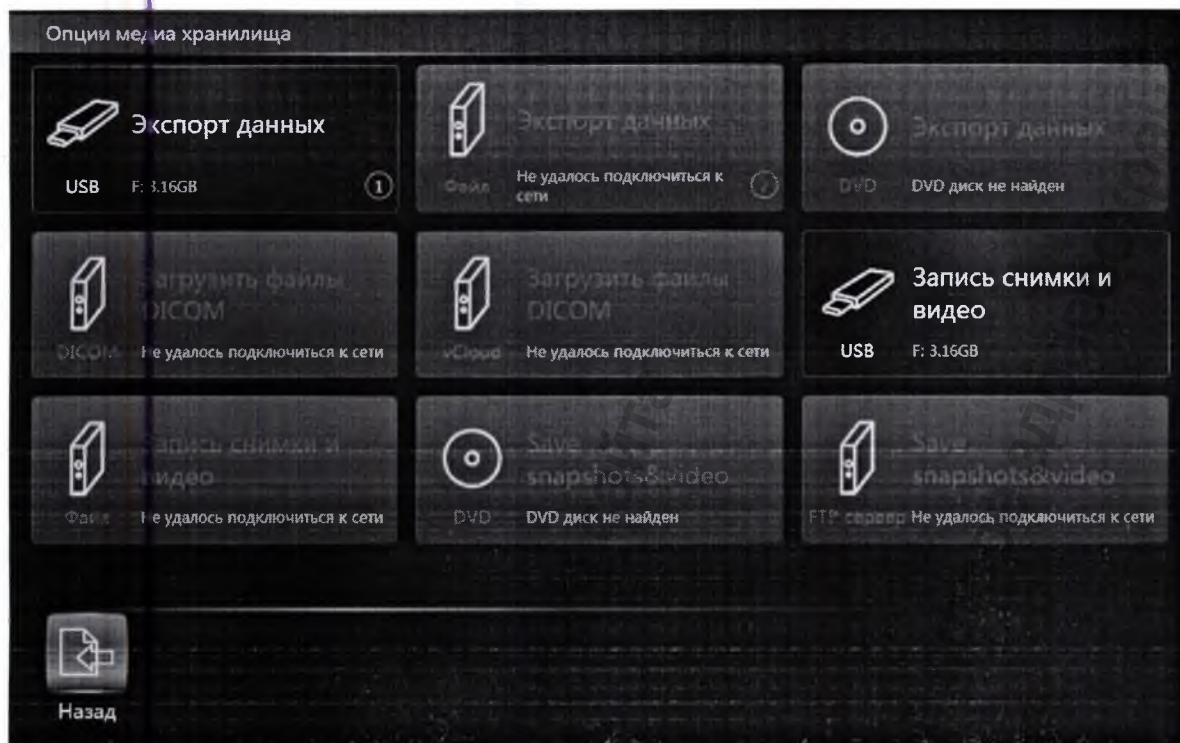 Опции медиа хранилища
Экспорт данных
USB F: 3.16GB 1
Экспорт данных
Файл Не удалось подключиться к сети 2
Экспорт данных
DVD DVD диск не найден
Загрузить файлы
DICOM
DICOM Не удалось подключиться к сети
Загрузить файлы
DICOM
vCloud Не удалось подключиться к сети
Запись снимки и
видео
USB F: 3.16GB
Запись снимки и
видео
Файл Не удалось подключиться к сети
Save
snapshots&video
DVD DVD диск не найден
Save
snapshots&video
FTP сервер Не удалось подключиться к сети
Назад